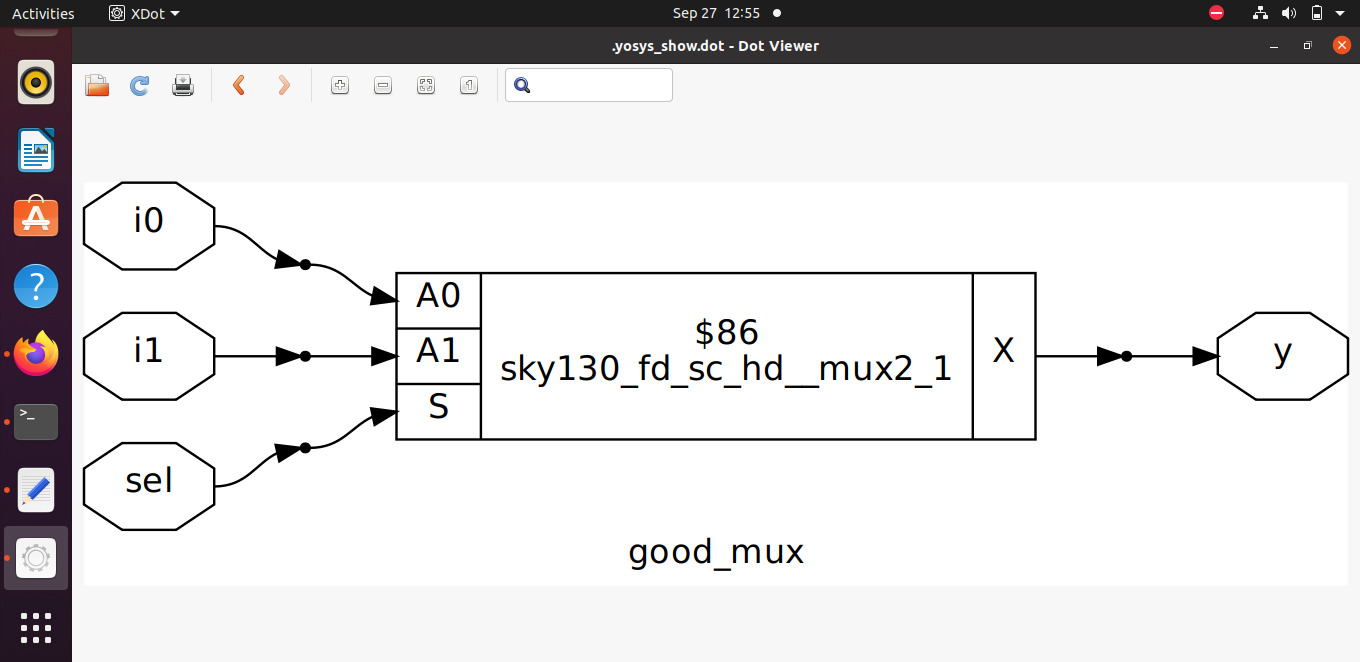 Activities XDot Sep 27 12:55
.yosys_show.dot - Dot Viewer
i0
i1
sel
A0
A1
S
$86
sky130_fd_sc_hd__mux2_1
X
y
good_mux